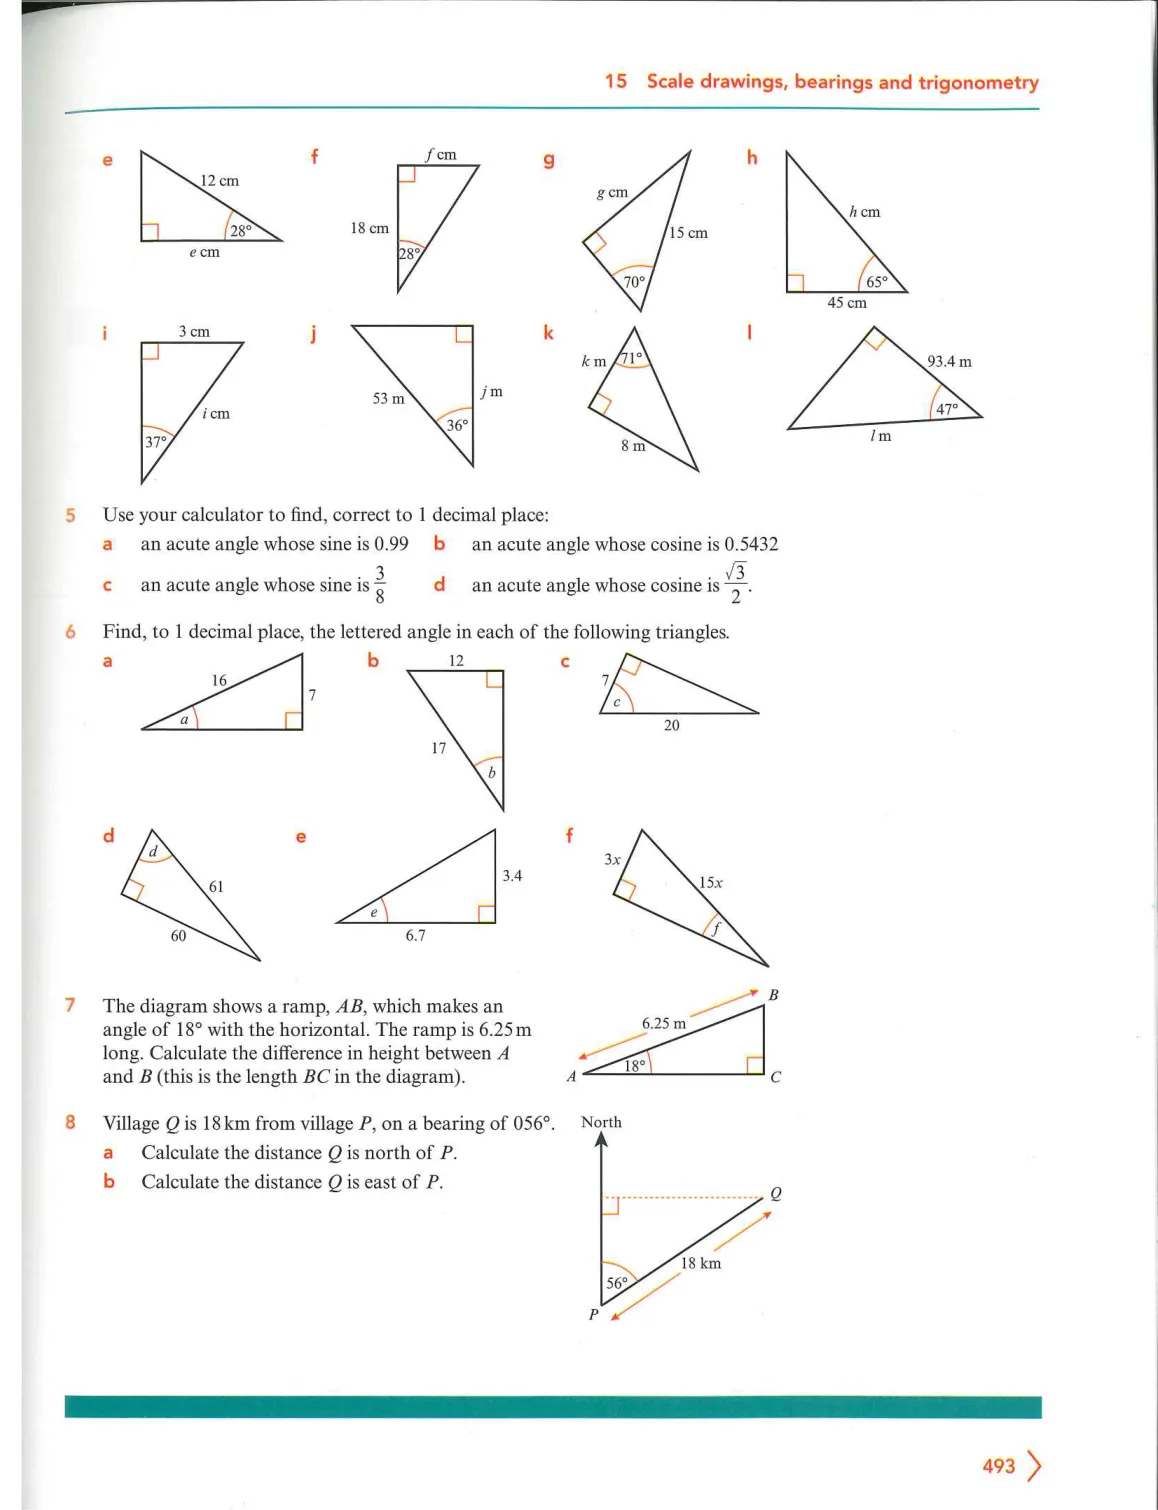 15 Scale drawings, bearings and trigonometry
e
12 cm
28°
e cm
f
f cm
18 cm
28°
g
g cm
15 cm
70°
h
h cm
65°
45 cm
i
3 cm
i cm
37°
j
53 m
j m
36°
k
k m
71°
8 m
l
93.4 m
47°
l m
5 Use your calculator to find, correct to 1 decimal place:
a an acute angle whose sine is 0.99 b an acute angle whose cosine is 0.5432
c an acute angle whose sine is 3/8 d an acute angle whose cosine is √3/2.
6 Find, to 1 decimal place, the lettered angle in each of the following triangles.
a
16
7
a
b
12
17
b
c
7
c
20
d
d
61
60
e
3.4
e
6.7
f
3x
15x
f
7 The diagram shows a ramp, AB, which makes an
angle of 18° with the horizontal. The ramp is 6.25 m
long. Calculate the difference in height between A
and B (this is the length BC in the diagram).
B
6.25 m
18°
A
C
8 Village Q is 18 km from village P, on a bearing of 056°.
a Calculate the distance Q is north of P.
b Calculate the distance Q is east of P.
North
Q
18 km
56°
P
493